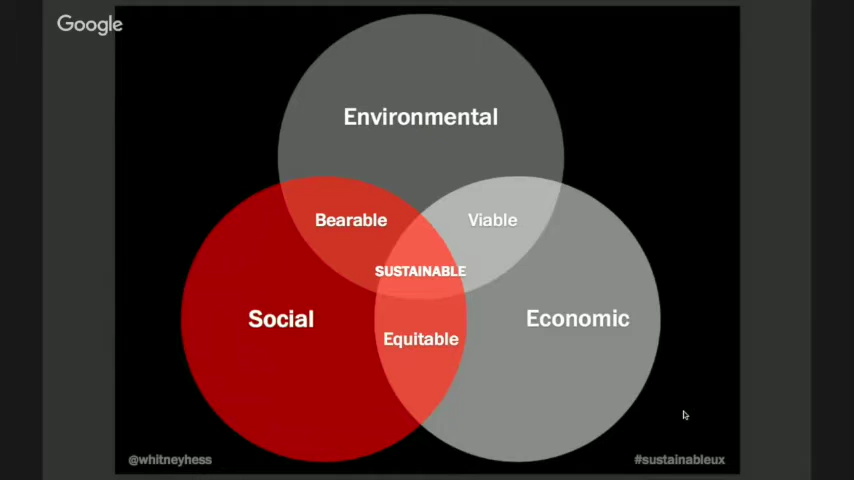 Google
Environmental
Bearable
Viable
SUSTAINABLE
Social
Economic
Equitable
@whitneyhess
#sustainableux